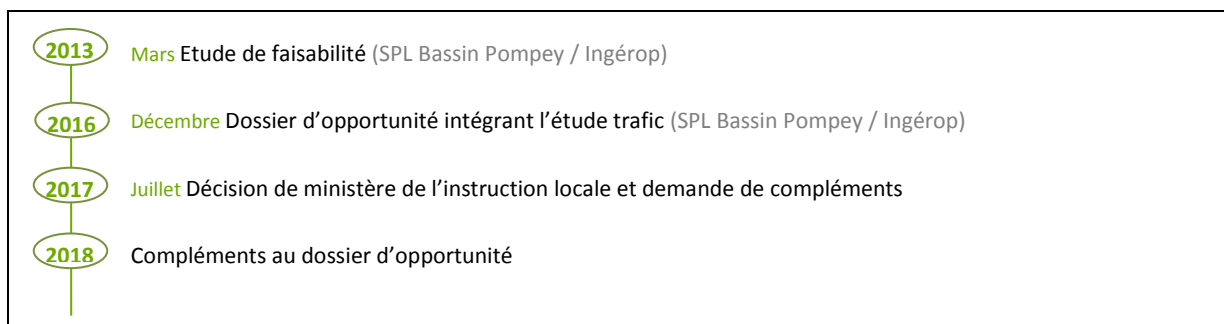 2013 Mars Etude de faisabilité (SPL Bassin Pompey / Ingérop)
2016 Décembre Dossier d’opportunité intégrant l’étude trafic (SPL Bassin Pompey / Ingérop)
2017 Juillet Décision de ministère de l’instruction locale et demande de compléments
2018 Compléments au dossier d’opportunité